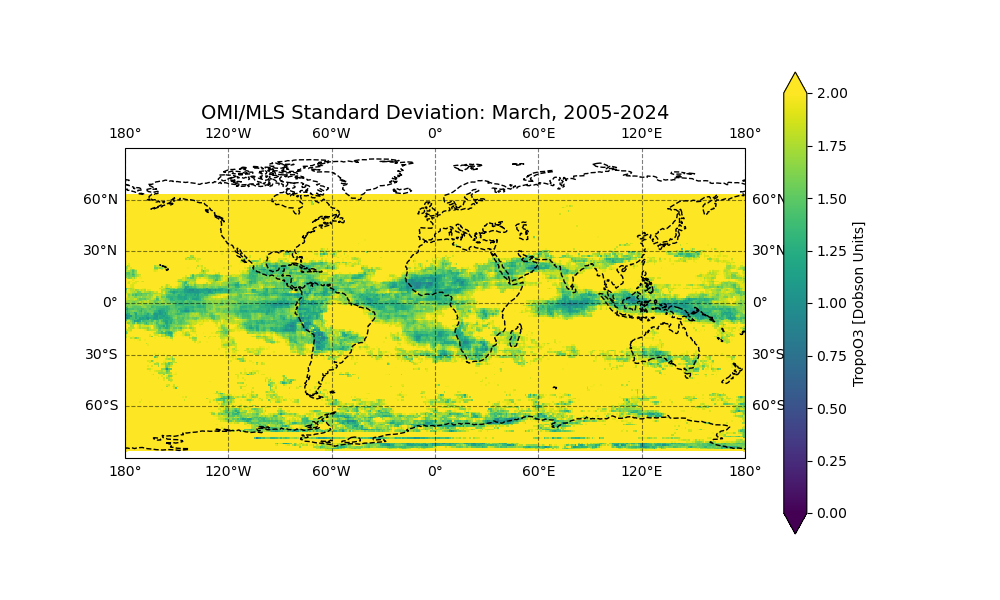 OMI/MLS Standard Deviation: March, 2005-2024
180° 120°W 60°W 0° 60°E 120°E 180°
60°N 60°N
30°N 30°N
0° 0°
30°S 30°S
60°S 60°S
180° 120°W 60°W 0° 60°E 120°E 180°
2.00
1.75
1.50
1.25
1.00
0.75
0.50
0.25
0.00
TropoO3 [Dobson Units]